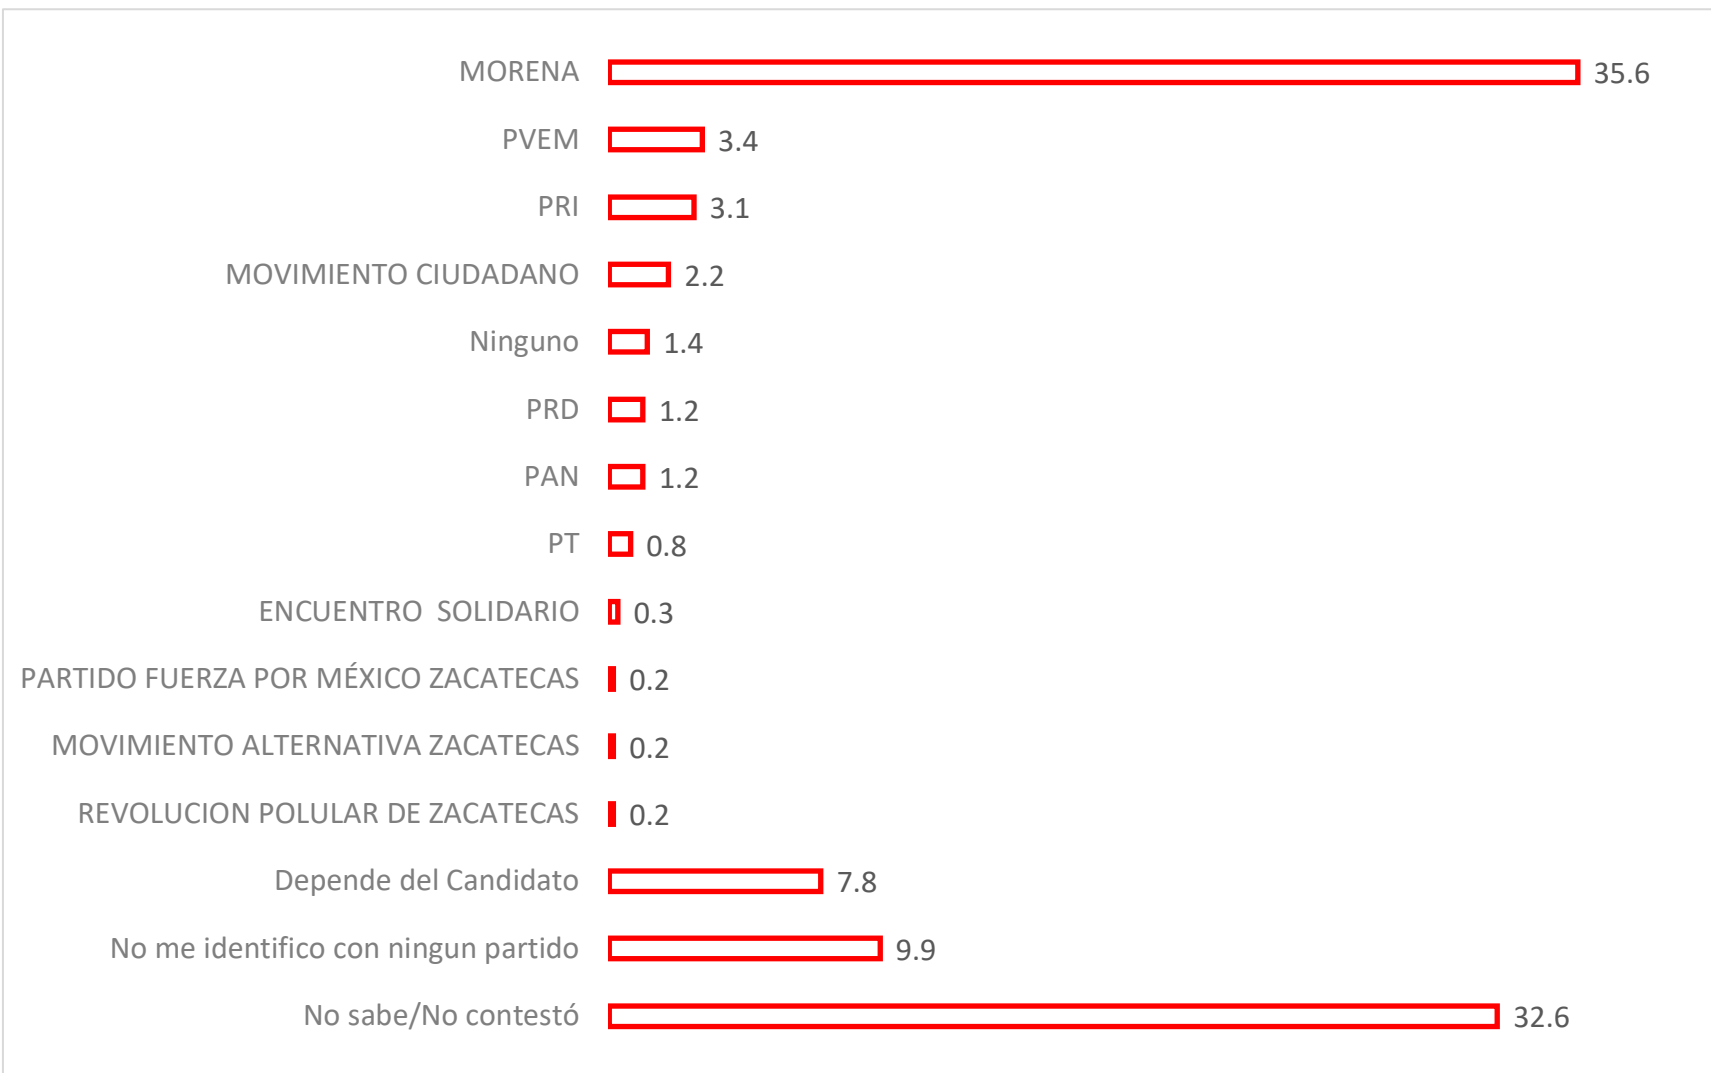 MORENA 35.6
PVEM 3.4
PRI 3.1
MOVIMIENTO CIUDADANO 2.2
Ninguno 1.4
PRD 1.2
PAN 1.2
PT 0.8
ENCUENTRO  SOLIDARIO 0.3
PARTIDO FUERZA POR MÉXICO ZACATECAS 0.2
MOVIMIENTO ALTERNATIVA ZACATECAS 0.2
REVOLUCION POLULAR DE ZACATECAS 0.2
Depende del Candidato 7.8
No me identifico con ningun partido 9.9
No sabe/No contestó 32.6